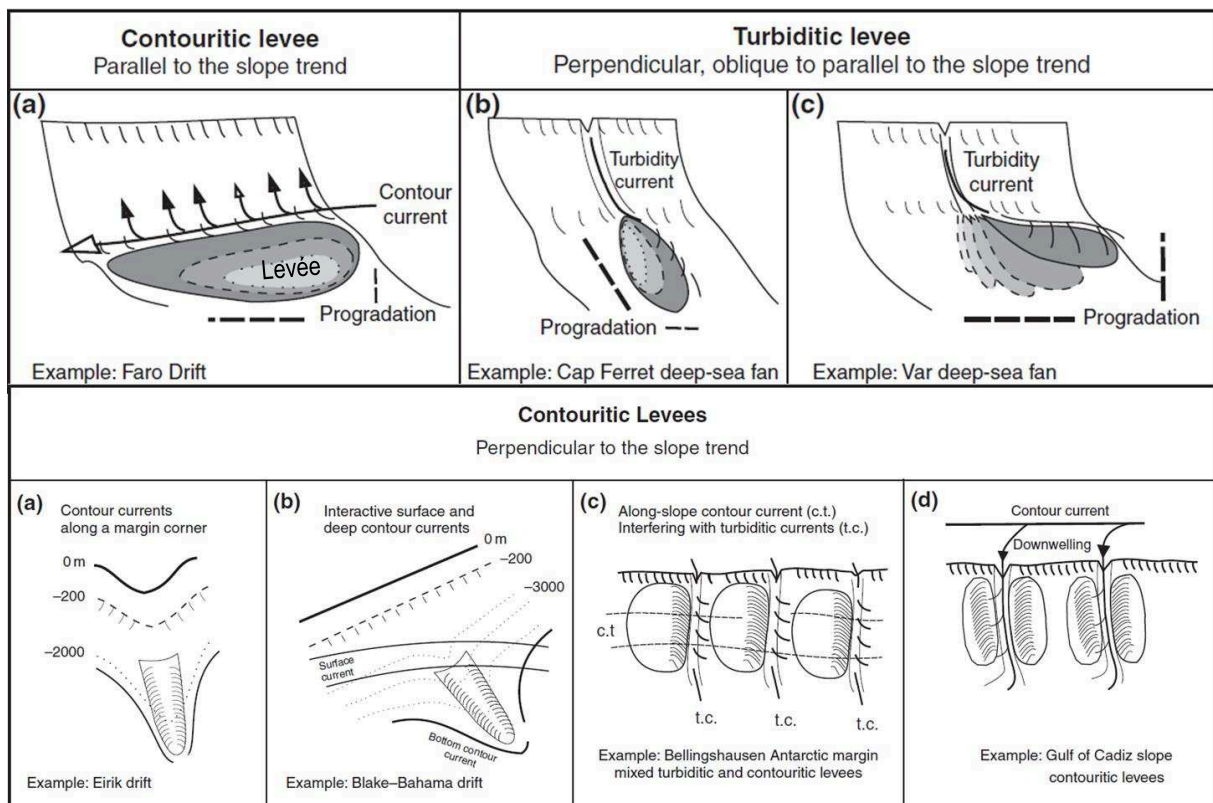 Contouritic levee
Parallel to the slope trend
Turbiditic levee
Perpendicular, oblique to parallel to the slope trend
(a)
Contour
current
Levée
Progradation
Example: Faro Drift
(b)
Turbidity
current
Progradation
Example: Cap Ferret deep-sea fan
(c)
Turbidity
current
Progradation
Example: Var deep-sea fan
Contouritic Levees
Perpendicular to the slope trend
(a)
Contour currents
along a margin corner
0 m
–200
–2000
Example: Eirik drift
(b)
Interactive surface and
deep contour currents
0 m
–200
–3000
Surface
current
Bottom contour
current
Example: Blake–Bahama drift
(c)
Along-slope contour current (c.t.)
Interfering with turbiditic currents (t.c.)
c.t
t.c.
t.c.
t.c.
Example: Bellingshausen Antarctic margin
mixed turbiditic and contouritic levees
(d)
Contour current
Downwelling
Example: Gulf of Cadiz slope
contouritic levees